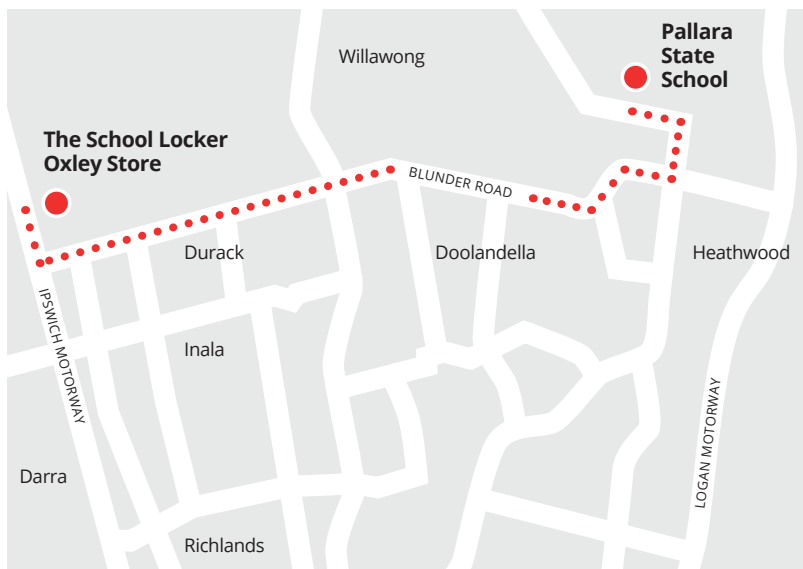 Pallara
State
School
Willawong
The School Locker
Oxley Store
BLUNDER ROAD
Durack
Doolandella
Heathwood
IPSWICH MOTORWAY
Inala
LOGAN MOTORWAY
Darra
Richlands